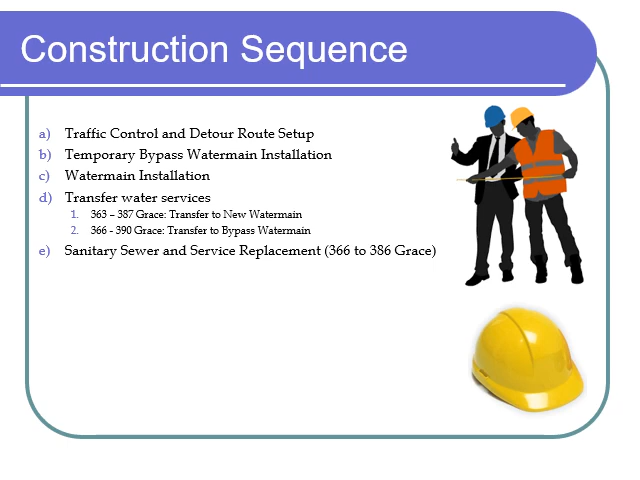 Construction Sequence
a) Traffic Control and Detour Route Setup
b) Temporary Bypass Watermain Installation
c) Watermain Installation
d) Transfer water services
1. 363 – 387 Grace: Transfer to New Watermain
2. 366 - 390 Grace: Transfer to Bypass Watermain
e) Sanitary Sewer and Service Replacement (366 to 386 Grace)